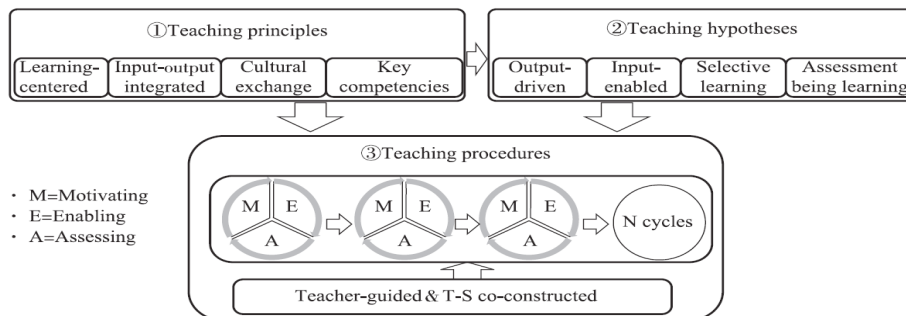 ①Teaching principles
Learning-
centered
Input-output
integrated
Cultural
exchange
Key
competencies
②Teaching hypotheses
Output-
driven
Input-
enabled
Selective
learning
Assessment
being learning
③Teaching procedures
· M=Motivating
· E=Enabling
· A=Assessing
M E
A
M E
A
M E
A
N cycles
Teacher-guided & T-S co-constructed